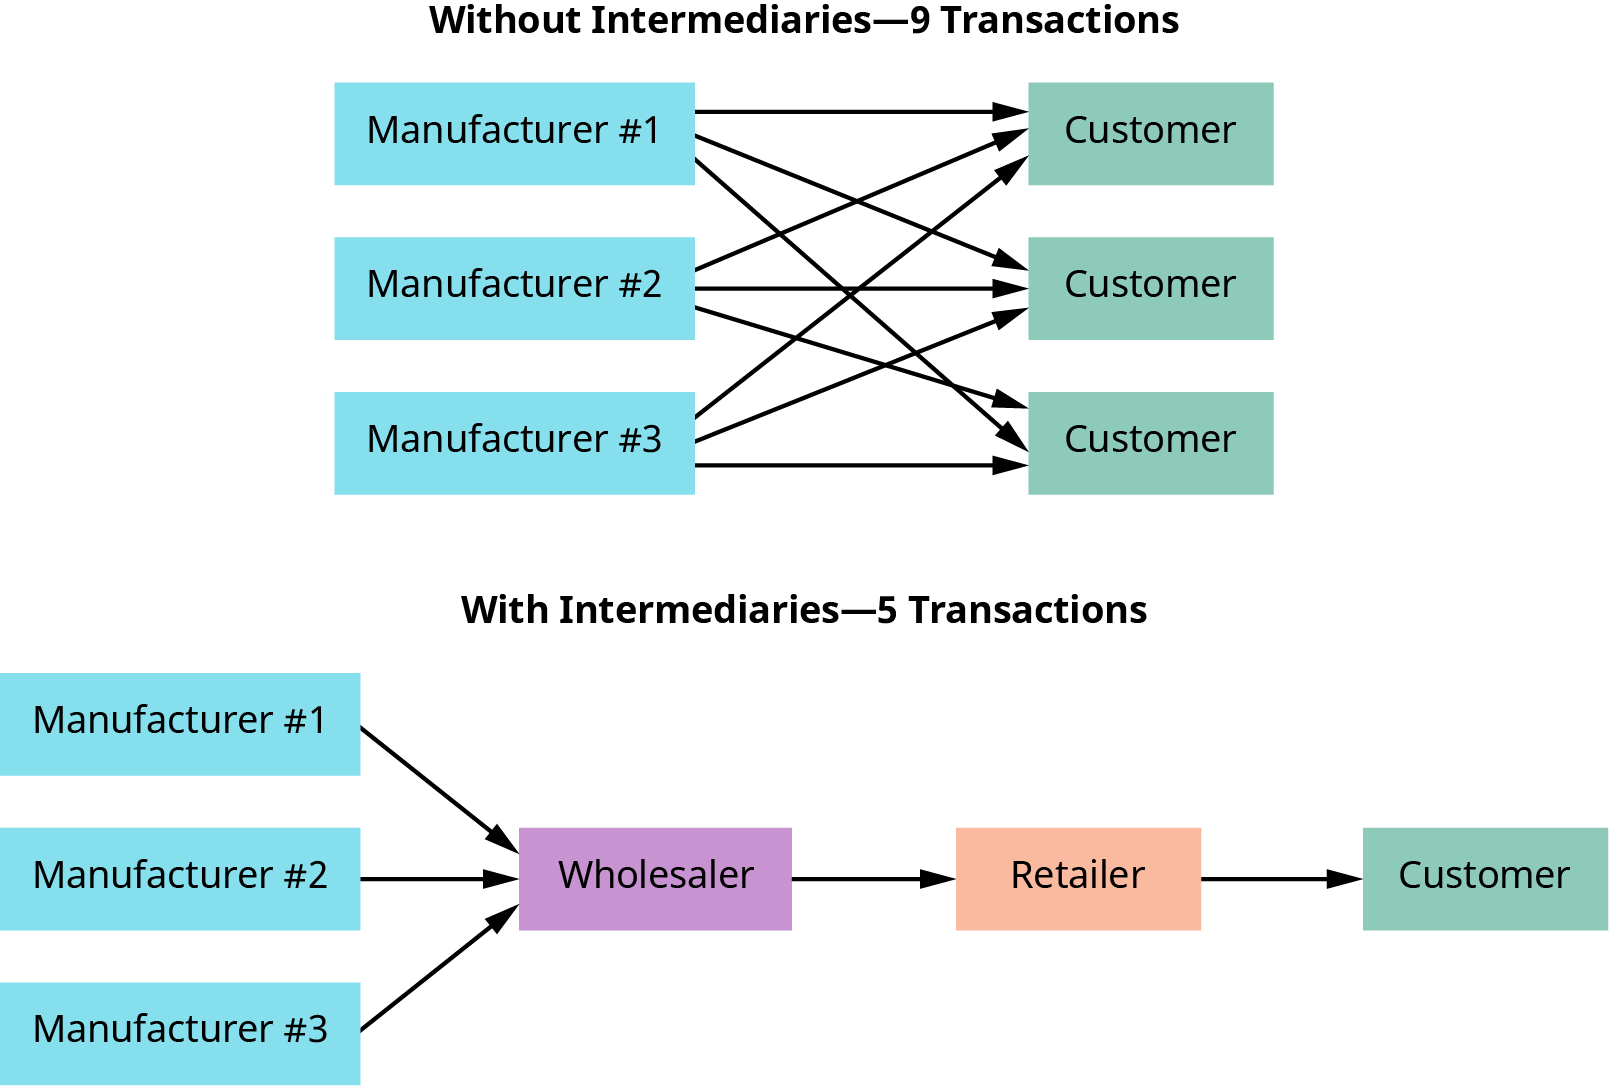 Without Intermediaries—9 Transactions
Manufacturer #1
Customer
Manufacturer #2
Customer
Manufacturer #3
Customer
With Intermediaries—5 Transactions
Manufacturer #1
Manufacturer #2
Wholesaler
Retailer
Customer
Manufacturer #3